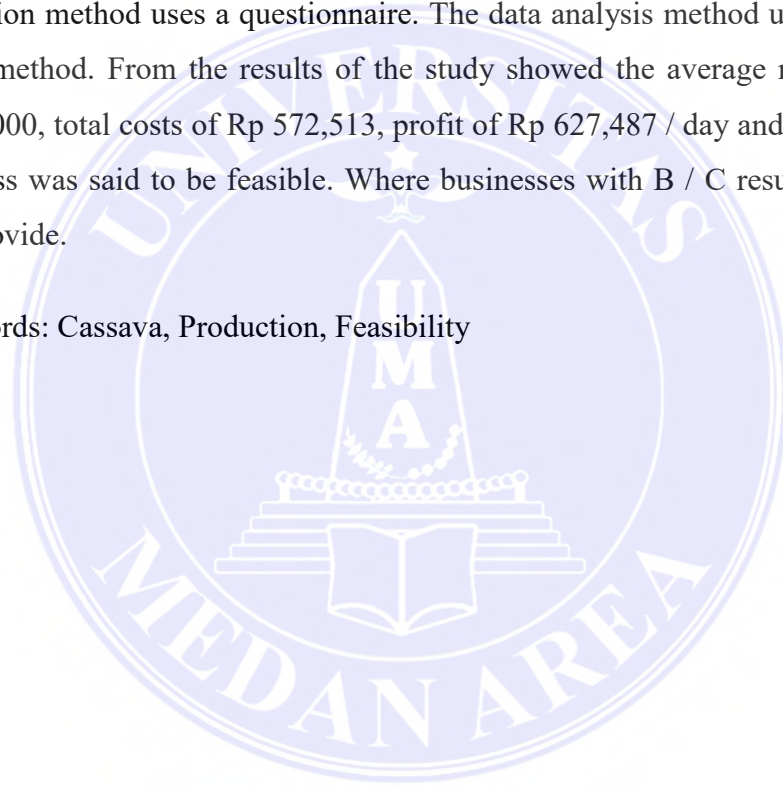 ion method uses a questionnaire. The data analysis method u
method. From the results of the study showed the average
000, total costs of Rp 572,513, profit of Rp 627,487 / day and
ss was said to be feasible. Where businesses with B / C resu
ovide.
rds: Cassava, Production, Feasibility
UNIVERSITAS
UMA
MEDAN AREA